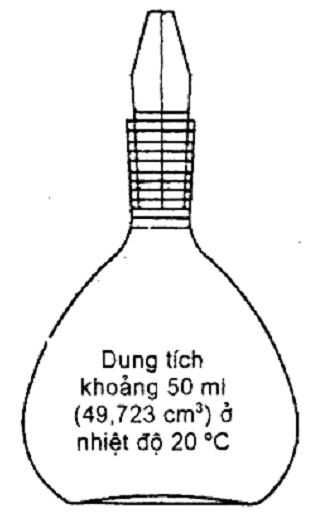 Dung tích
khoảng 50 ml
(49,723 cm³) ở
nhiệt độ 20 °C